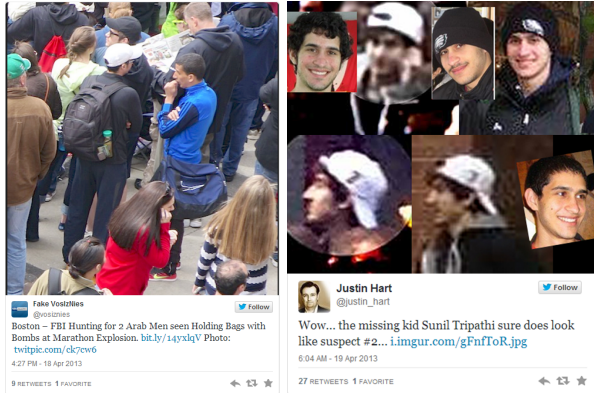 Fake VosIzNies
@vosiznies
Follow
Boston – FBI Hunting for 2 Arab Men seen Holding Bags with
Bombs at Marathon Explosion. bit.ly/14yxlqV Photo:
twitpic.com/ck7cw6
4:27 PM - 18 Apr 2013
9 RETWEETS 1 FAVORITE
Justin Hart
@justin_hart
Follow
Wow... the missing kid Sunil Tripathi sure does look
like suspect #2... i.imgur.com/gFnfToR.jpg
6:04 AM - 19 Apr 2013
27 RETWEETS 1 FAVORITE